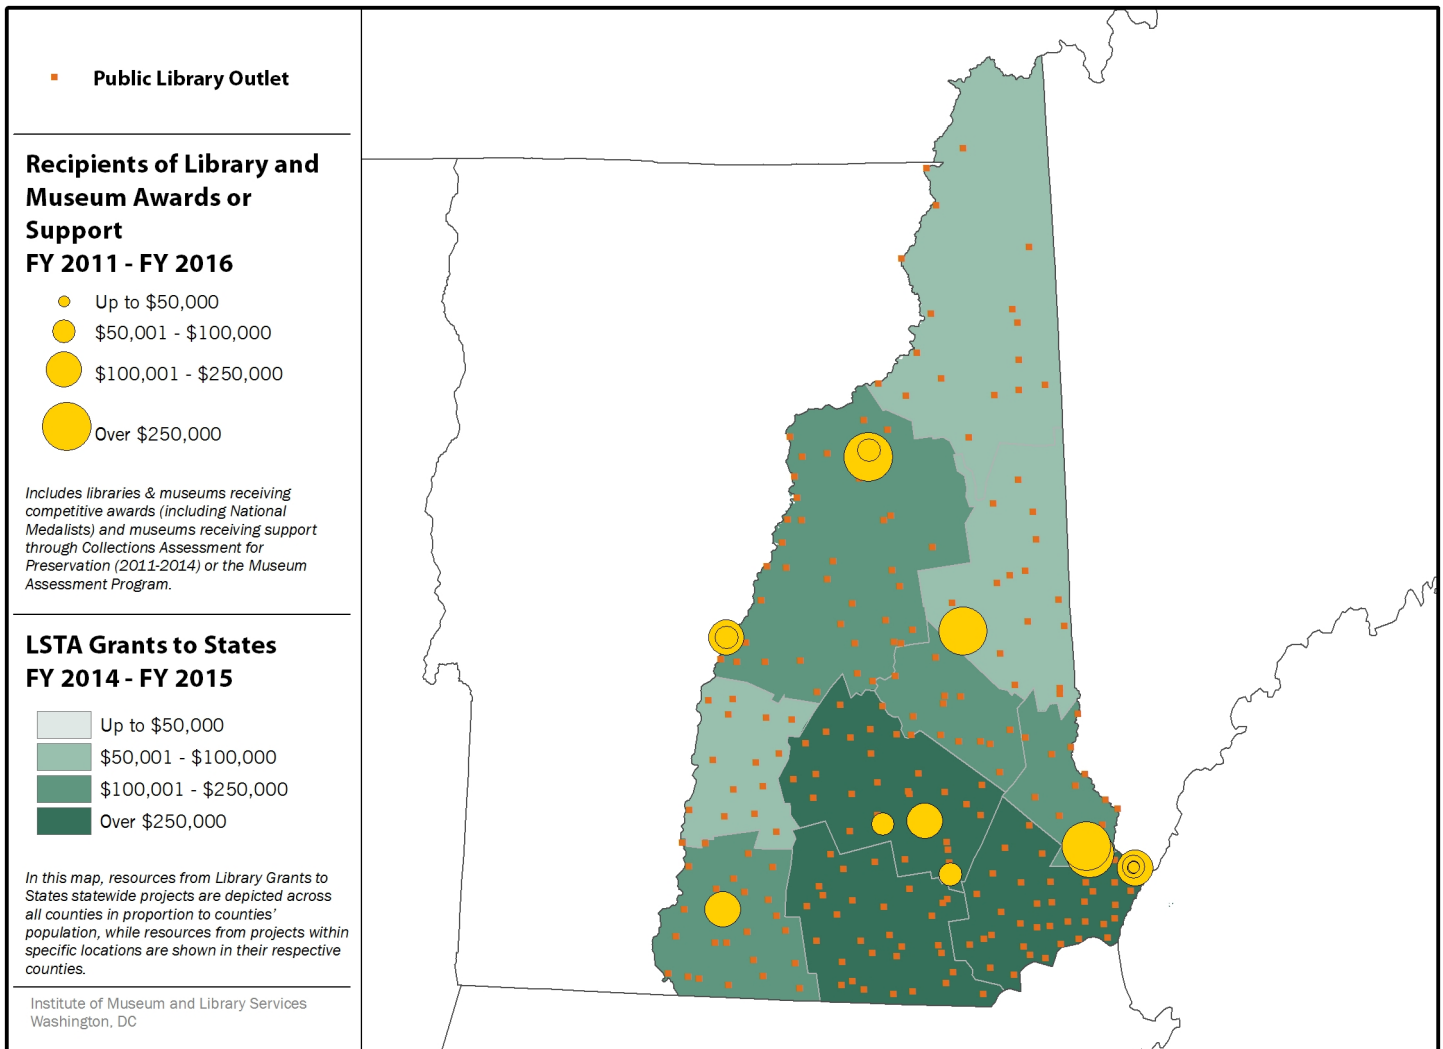 Public Library Outlet
Recipients of Library and
Museum Awards or
Support
FY 2011 - FY 2016
Up to $50,000
$50,001 - $100,000
$100,001 - $250,000
Over $250,000
Includes libraries & museums receiving
competitive awards (including National
Medalists) and museums receiving support
through Collections Assessment for
Preservation (2011-2014) or the Museum
Assessment Program.
LSTA Grants to States
FY 2014 - FY 2015
Up to $50,000
$50,001 - $100,000
$100,001 - $250,000
Over $250,000
In this map, resources from Library Grants to
States statewide projects are depicted across
all counties in proportion to counties'
population, while resources from projects within
specific locations are shown in their respective
counties.
Institute of Museum and Library Services
Washington, DC